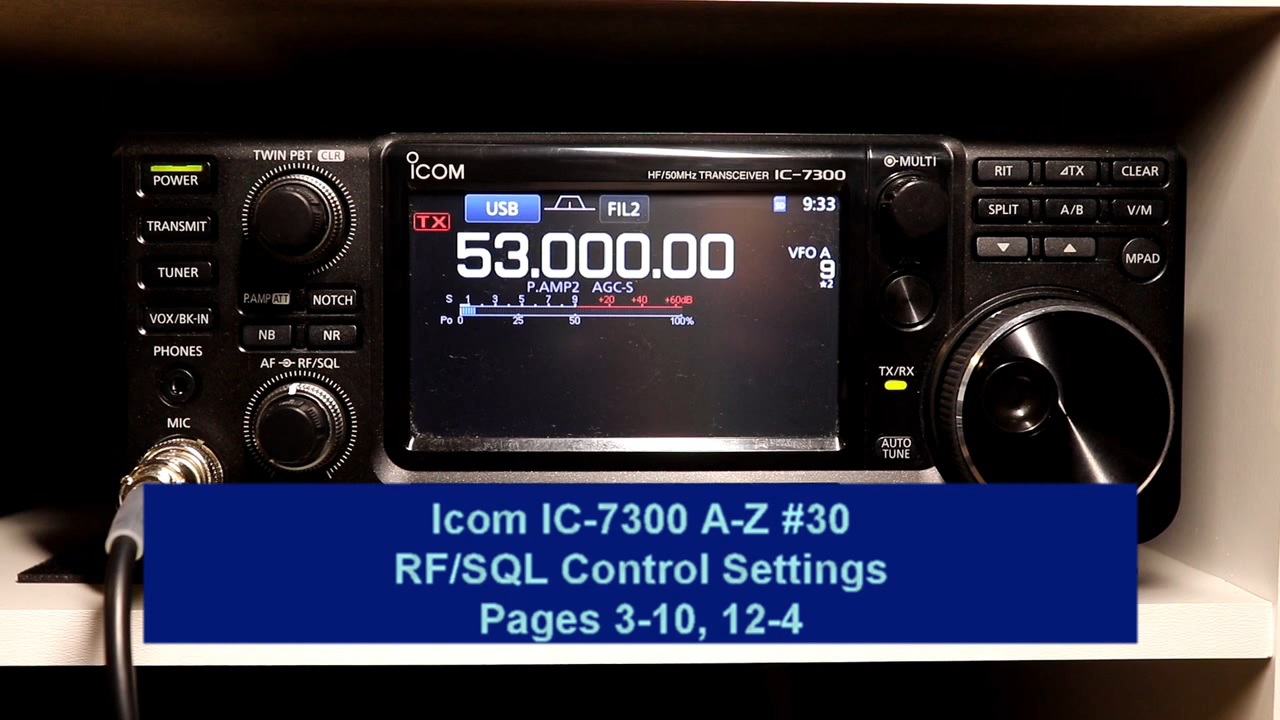 TWIN PBT CLR
POWER
TRANSMIT
TUNER
VOX/BK-IN
P.AMP ATT
NOTCH
NB
NR
PHONES
AF RF/SQL
MIC
ICOM
HF/50MHz TRANSCEIVER IC-7300
USB
FIL2
9:33
TX
53.000.00
VFO A
9
★2
P.AMP2 AGC-S
S 1 3 5 7 9 +20 +40 +60dB
Po 0 25 50 100%
MULTI
RIT
⊿TX
CLEAR
SPLIT
A/B
V/M
▼
▲
MPAD
TX/RX
AUTO
TUNE
Icom IC-7300 A-Z #30
RF/SQL Control Settings
Pages 3-10, 12-4